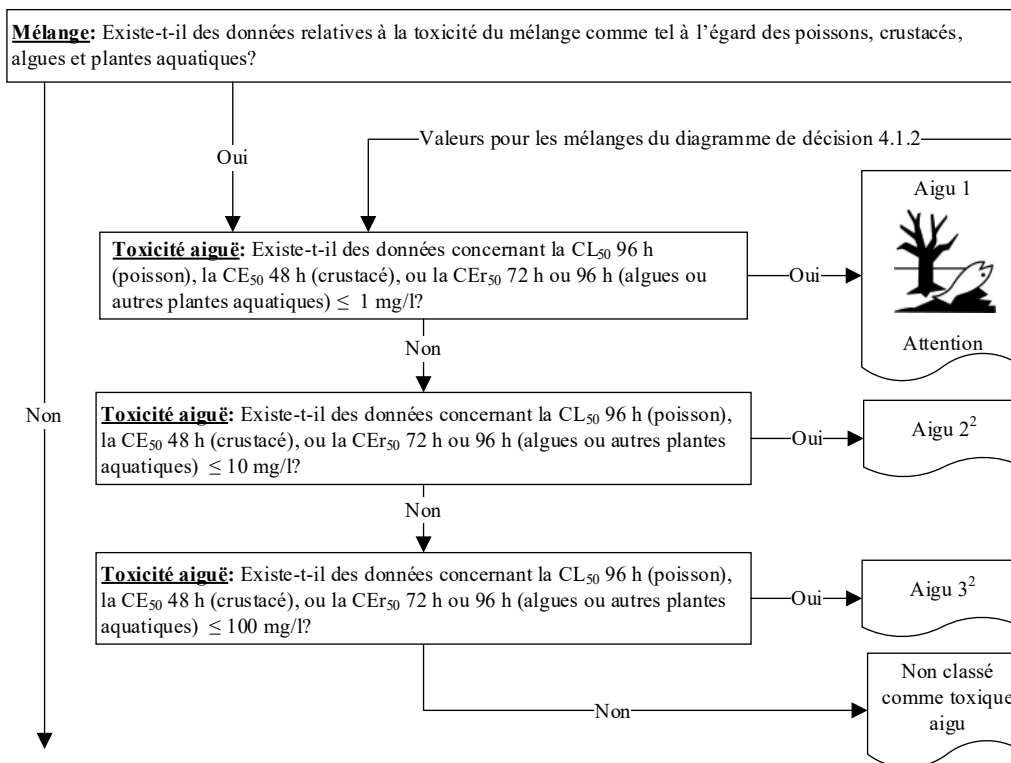 Mélange: Existe-t-il des données relatives à la toxicité du mélange comme tel à l'égard des poissons, crustacés,
algues et plantes aquatiques?
Valeurs pour les mélanges du diagramme de décision 4.1.2
Oui
Aigu 1
Toxicité aiguë: Existe-t-il des données concernant la CL₅₀ 96 h
(poisson), la CE₅₀ 48 h (crustacé), ou la CEr₅₀ 72 h ou 96 h (algues ou
autres plantes aquatiques) ≤ 1 mg/l?
Oui
Attention
Non
Non
Toxicité aiguë: Existe-t-il des données concernant la CL₅₀ 96 h (poisson),
la CE₅₀ 48 h (crustacé), ou la CEr₅₀ 72 h ou 96 h (algues ou autres plantes
aquatiques) ≤ 10 mg/l?
Oui
Aigu 2²
Non
Toxicité aiguë: Existe-t-il des données concernant la CL₅₀ 96 h (poisson),
la CE₅₀ 48 h (crustacé), ou la CEr₅₀ 72 h ou 96 h (algues ou autres plantes
aquatiques) ≤ 100 mg/l?
Oui
Aigu 3²
Non
Non classé
comme toxique
aigu